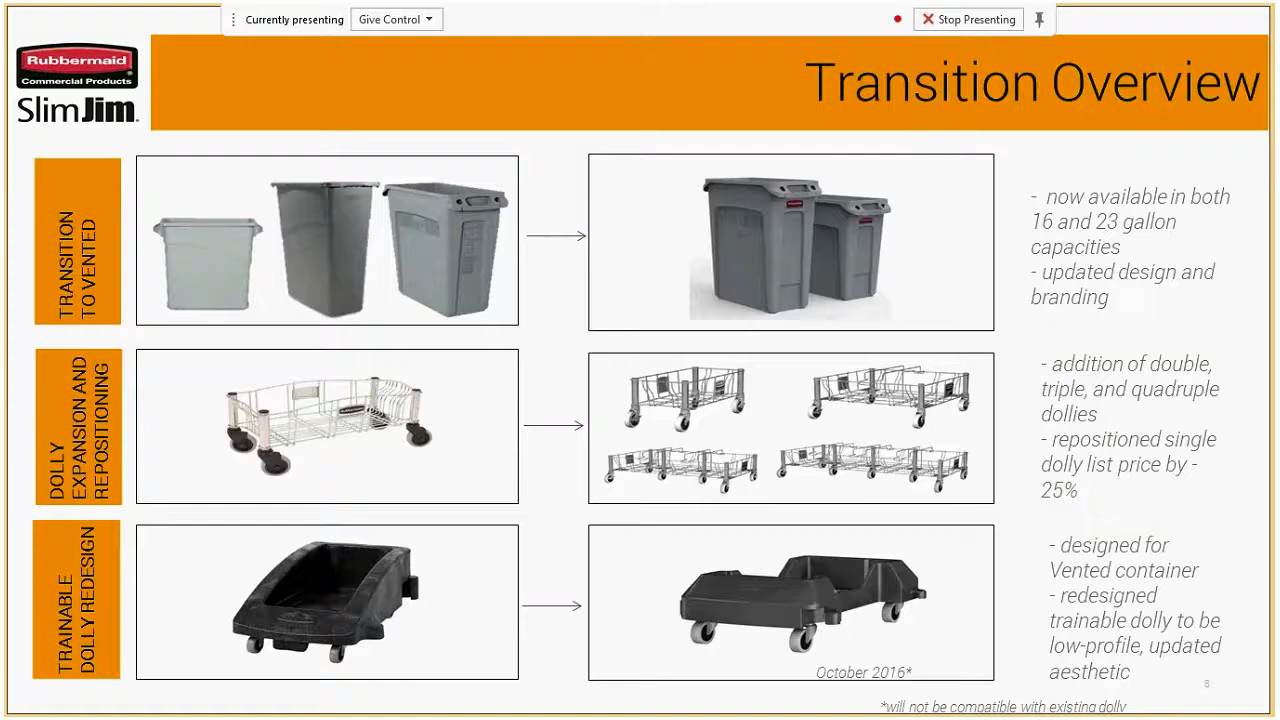 Currently presenting
Give Control
Stop Presenting
Rubbermaid
Commercial Products
SlimJim.
Transition Overview
TRANSITION
TO VENTED
- now available in both
16 and 23 gallon
capacities
- updated design and
branding
DOLLY
EXPANSION AND
REPOSITIONING
- addition of double,
triple, and quadruple
dollies
- repositioned single
dolly list price by -
25%
TRAINABLE
DOLLY REDESIGN
October 2016*
- designed for
Vented container
- redesigned
trainable dolly to be
low-profile, updated
aesthetic
8
*will not be compatible with existing dolly